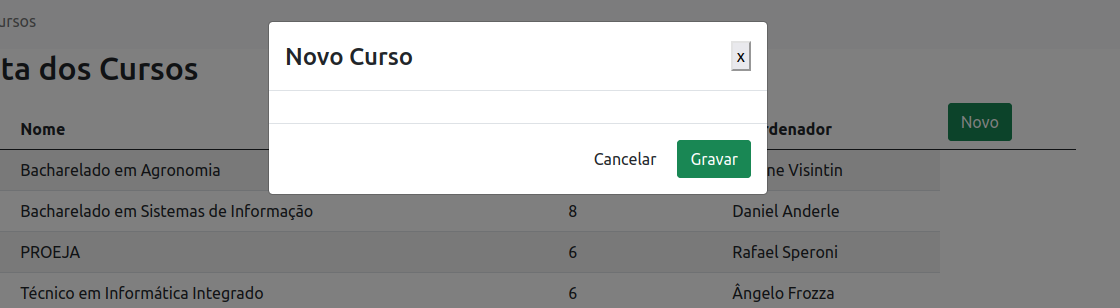 ursos
Novo Curso
x
ta dos Cursos
Novo
Nome
rdenador
Cancelar
Gravar
Bacharelado em Agronomia
ne Visintin
Bacharelado em Sistemas de Informação 8 Daniel Anderle
PROEJA 6 Rafael Speroni
Técnico em Informática Integrado 6 Ângelo Frozza